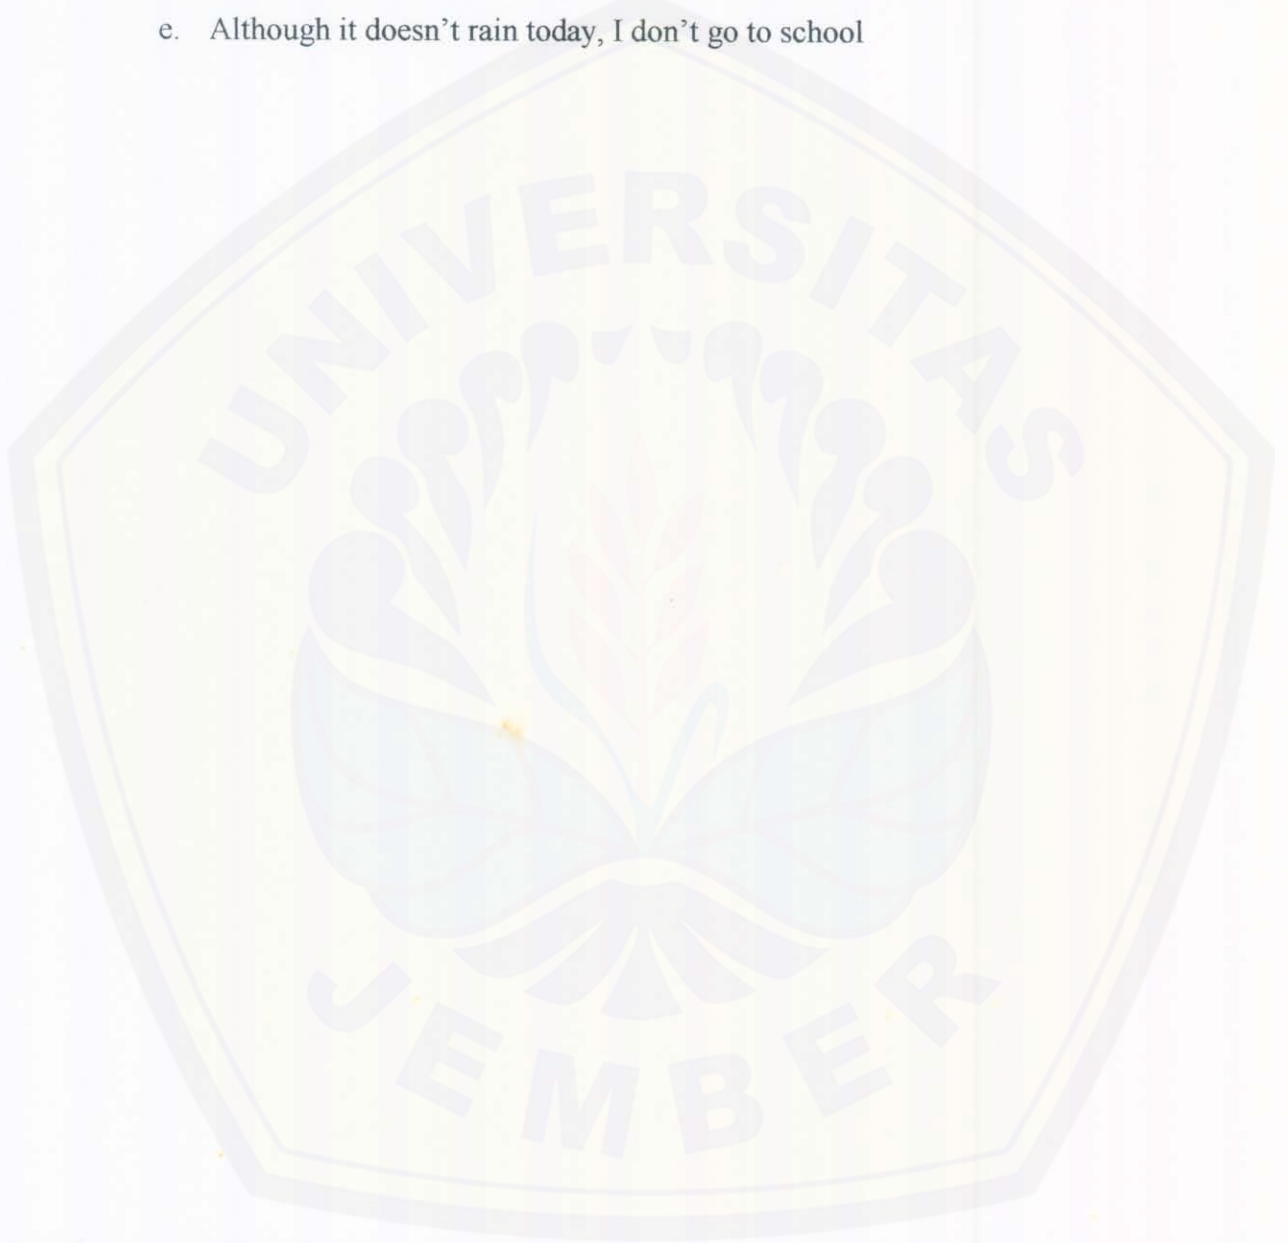 e. Although it doesn’t rain today, I don’t go to school
UNIVERSITAS
JEMBER